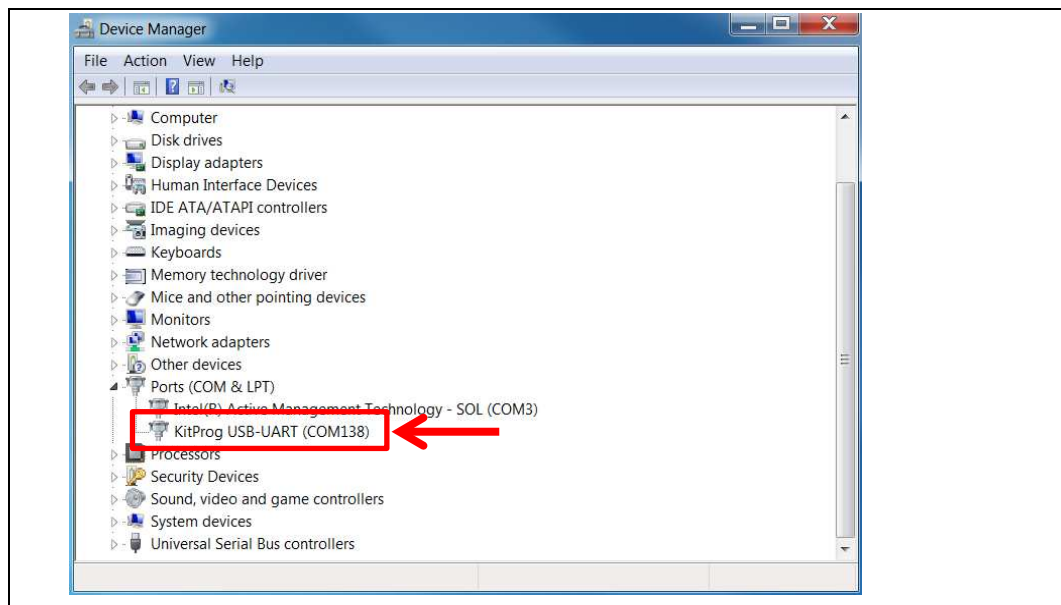 Device Manager
File Action View Help
Computer
Disk drives
Display adapters
Human Interface Devices
IDE ATA/ATAPI controllers
Imaging devices
Keyboards
Memory technology driver
Mice and other pointing devices
Monitors
Network adapters
Other devices
Ports (COM & LPT)
Intel(R) Active Management Technology - SOL (COM3)
KitProg USB-UART (COM138)
Processors
Security Devices
Sound, video and game controllers
System devices
Universal Serial Bus controllers